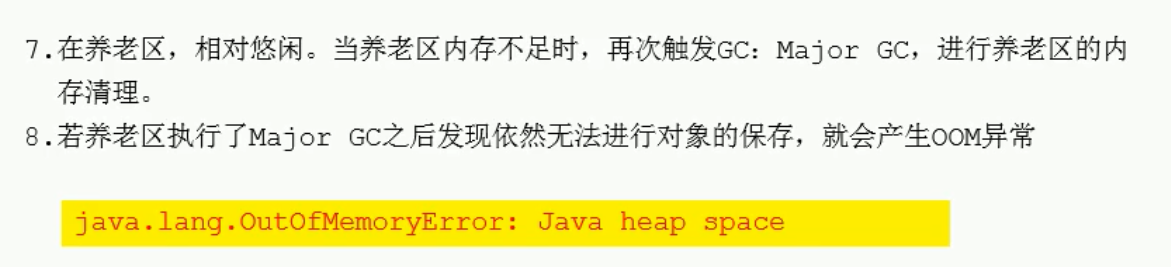 7.在养老区，相对悠闲。当养老区内存不足时，再次触发GC：Major GC，进行养老区的内
存清理。
8.若养老区执行了Major GC之后发现依然无法进行对象的保存，就会产生OOM异常
java.lang.OutOfMemoryError: Java heap space